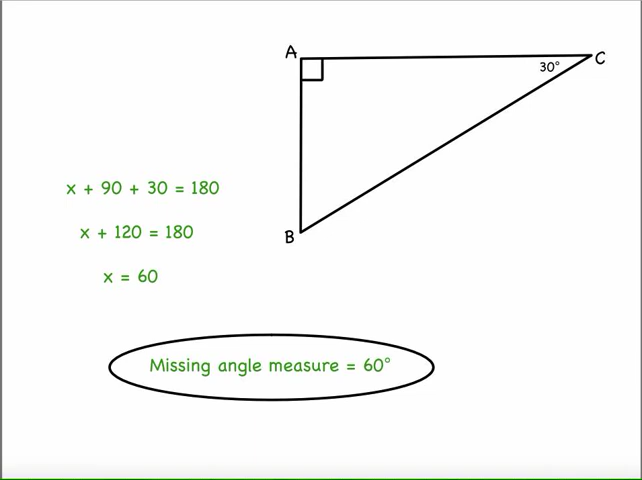 A
C
30°
x + 90 + 30 = 180
x + 120 = 180
B
x = 60
Missing angle measure = 60°